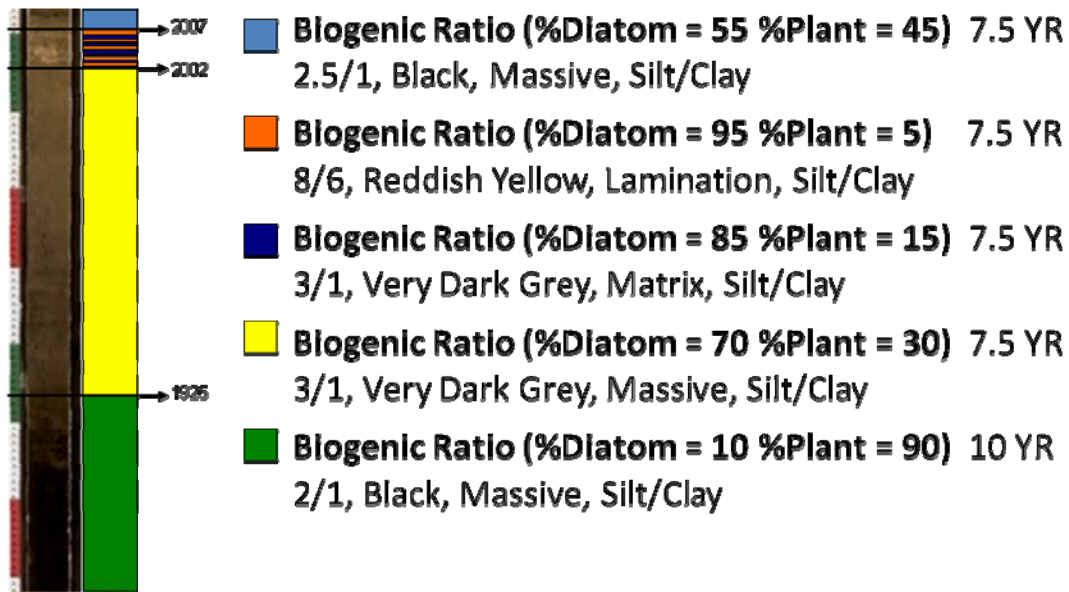 2007
2002
1926
Biogenic Ratio (%Diatom = 55 %Plant = 45) 7.5 YR
2.5/1, Black, Massive, Silt/Clay
Biogenic Ratio (%Diatom = 95 %Plant = 5) 7.5 YR
8/6, Reddish Yellow, Lamination, Silt/Clay
Biogenic Ratio (%Diatom = 85 %Plant = 15) 7.5 YR
3/1, Very Dark Grey, Matrix, Silt/Clay
Biogenic Ratio (%Diatom = 70 %Plant = 30) 7.5 YR
3/1, Very Dark Grey, Massive, Silt/Clay
Biogenic Ratio (%Diatom = 10 %Plant = 90) 10 YR
2/1, Black, Massive, Silt/Clay